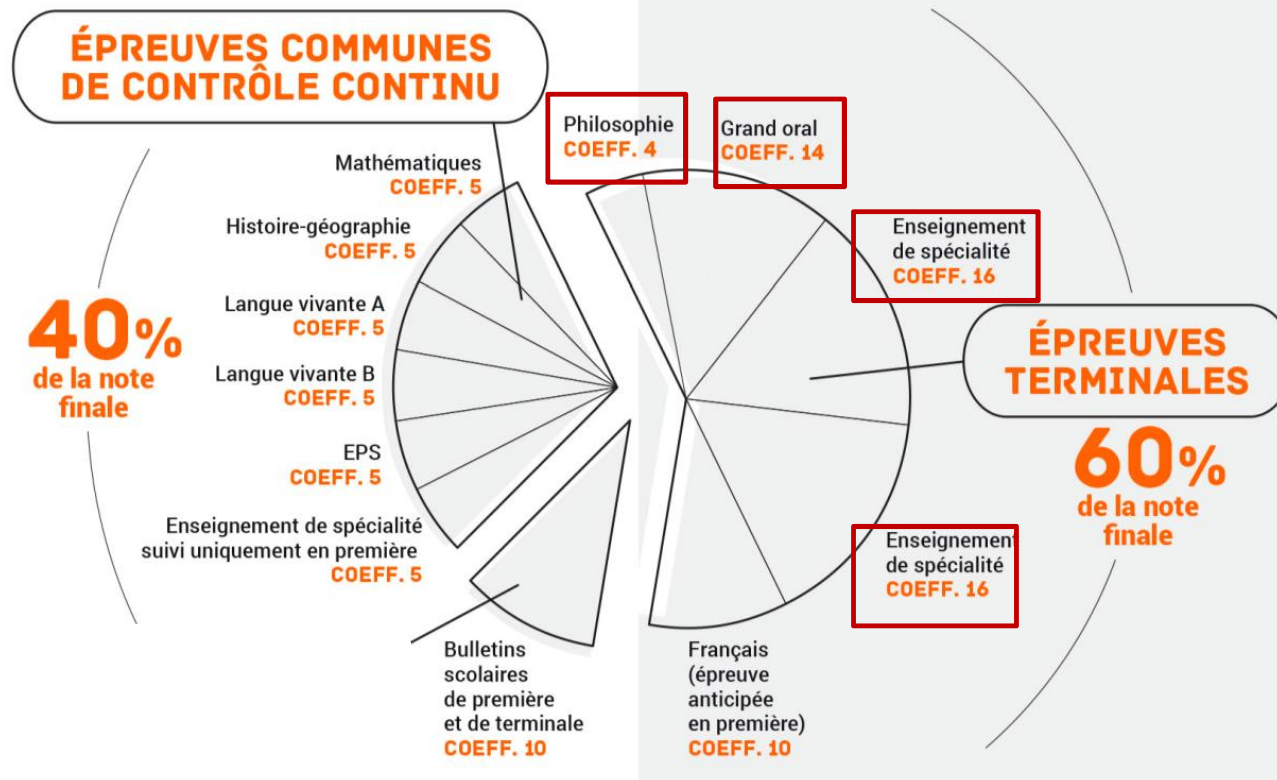 ÉPREUVES COMMUNES
DE CONTRÔLE CONTINU
Philosophie
COEFF. 4
Grand oral
COEFF. 14
Mathématiques
COEFF. 5
Histoire-géographie
COEFF. 5
Enseignement
de spécialité
COEFF. 16
Langue vivante A
COEFF. 5
40%
de la note
finale
Langue vivante B
COEFF. 5
ÉPREUVES
TERMINALES
EPS
COEFF. 5
60%
de la note
finale
Enseignement de spécialité
suivi uniquement en première
COEFF. 5
Enseignement
de spécialité
COEFF. 16
Bulletins
scolaires
de première
et de terminale
COEFF. 10
Français
(épreuve
anticipée
en première)
COEFF. 10